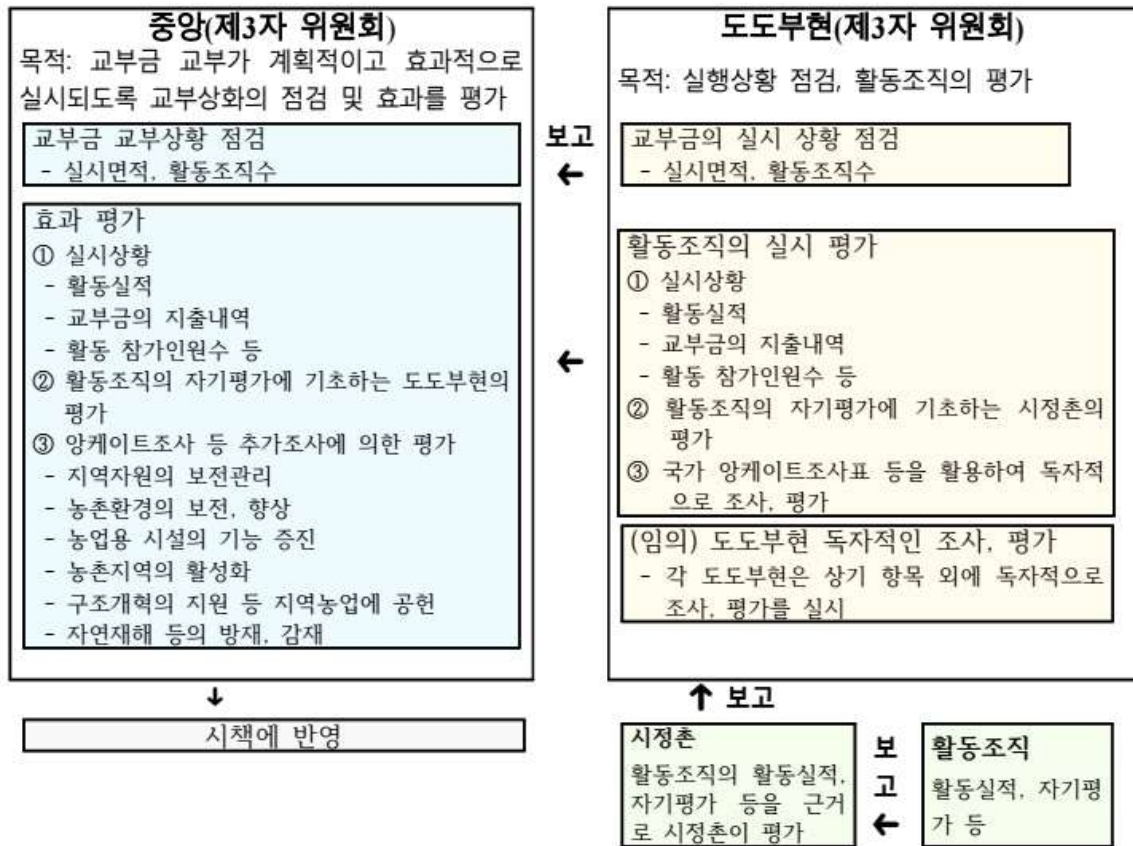 중앙(제3자 위원회)
목적: 교부금 교부가 계획적이고 효과적으로
실시되도록 교부상화의 점검 및 효과를 평가
교부금 교부상황 점검
- 실시면적, 활동조직수
효과 평가
① 실시상황
- 활동실적
- 교부금의 지출내역
- 활동 참가인원수 등
② 활동조직의 자기평가에 기초하는 도도부현의
평가
③ 앙케이트조사 등 추가조사에 의한 평가
- 지역자원의 보전관리
- 농촌환경의 보전, 향상
- 농업용 시설의 기능 증진
- 농촌지역의 활성화
- 구조개혁의 지원 등 지역농업에 공헌
- 자연재해 등의 방재, 감재
↓
시책에 반영
보고
←
←
도도부현(제3자 위원회)
목적: 실행상황 점검, 활동조직의 평가
교부금의 실시 상황 점검
- 실시면적, 활동조직수
활동조직의 실시 평가
① 실시상황
- 활동실적
- 교부금의 지출내역
- 활동 참가인원수 등
② 활동조직의 자기평가에 기초하는 시정촌의
평가
③ 국가 앙케이트조사표 등을 활용하여 독자적
으로 조사, 평가
(임의) 도도부현 독자적인 조사, 평가
- 각 도도부현은 상기 항목 외에 독자적으로
조사, 평가를 실시
↑ 보고
시정촌
활동조직의 활동실적,
자기평가 등을 근거
로 시정촌이 평가
보
고
←
활동조직
활동실적, 자기평
가 등